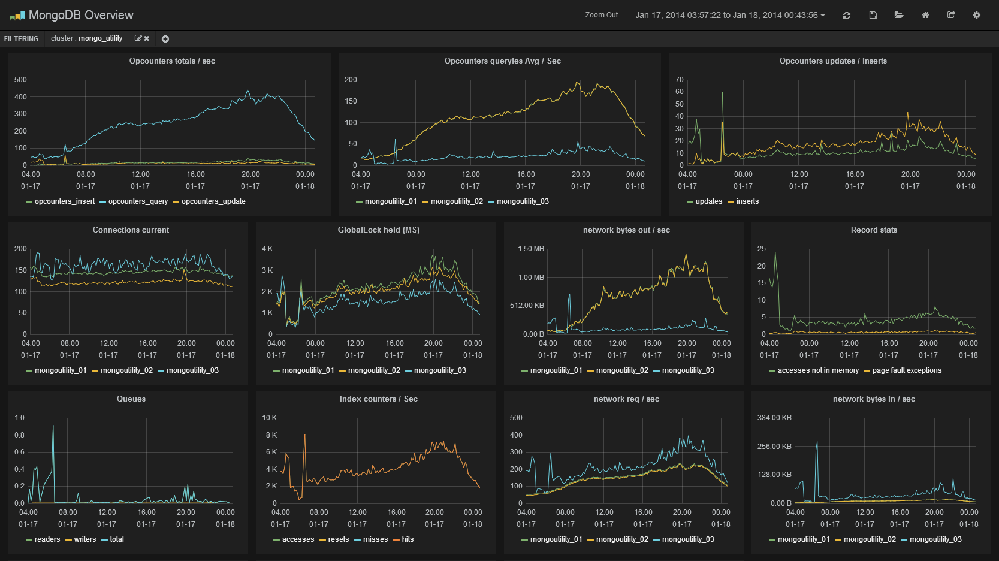 MongoDB Overview
Zoom Out
Jan 17, 2014 03:57:22 to Jan 18, 2014 00:43:56
FILTERING
cluster : mongo_utility
Opcounters totals / sec
500
400
300
200
100
0
04:00 08:00 12:00 16:00 20:00 00:00
01-17 01-17 01-17 01-17 01-17 01-18
opcounters_insert opcounters_query opcounters_update
Opcounters queryies Avg / Sec
200
150
100
50
0
04:00 08:00 12:00 16:00 20:00 00:00
01-17 01-17 01-17 01-17 01-17 01-18
mongoutility_01 mongoutility_02 mongoutility_03
Opcounters updates / inserts
70
60
50
40
30
20
10
0
04:00 08:00 12:00 16:00 20:00 00:00
01-17 01-17 01-17 01-17 01-17 01-18
updates inserts
Connections current
200
150
100
50
0
04:00 08:00 12:00 16:00 20:00 00:00
01-17 01-17 01-17 01-17 01-17 01-18
mongoutility_01 mongoutility_02 mongoutility_03
GlobalLock held (MS)
4 K
3 K
2 K
1 K
0
04:00 08:00 12:00 16:00 20:00 00:00
01-17 01-17 01-17 01-17 01-17 01-18
mongoutility_01 mongoutility_02 mongoutility_03
network bytes out / sec
1.50 MB
1.00 MB
512.00 KB
0.00 B
04:00 08:00 12:00 16:00 20:00 00:00
01-17 01-17 01-17 01-17 01-17 01-18
mongoutility_01 mongoutility_02 mongoutility_03
Record stats
25
20
15
10
5
0
04:00 08:00 12:00 16:00 20:00 00:00
01-17 01-17 01-17 01-17 01-17 01-18
accesses not in memory page fault exceptions
Queues
1.0
0.8
0.6
0.4
0.2
0.0
04:00 08:00 12:00 16:00 20:00 00:00
01-17 01-17 01-17 01-17 01-17 01-18
readers writers total
Index counters / Sec
10 K
8 K
6 K
4 K
2 K
0
04:00 08:00 12:00 16:00 20:00 00:00
01-17 01-17 01-17 01-17 01-17 01-18
accesses resets misses hits
network req / sec
500
400
300
200
100
0
04:00 08:00 12:00 16:00 20:00 00:00
01-17 01-17 01-17 01-17 01-17 01-18
mongoutility_01 mongoutility_02 mongoutility_03
network bytes in / sec
384.00 KB
256.00 KB
128.00 KB
0.00 B
04:00 08:00 12:00 16:00 20:00 00:00
01-17 01-17 01-17 01-17 01-17 01-18
mongoutility_01 mongoutility_02 mongoutility_03